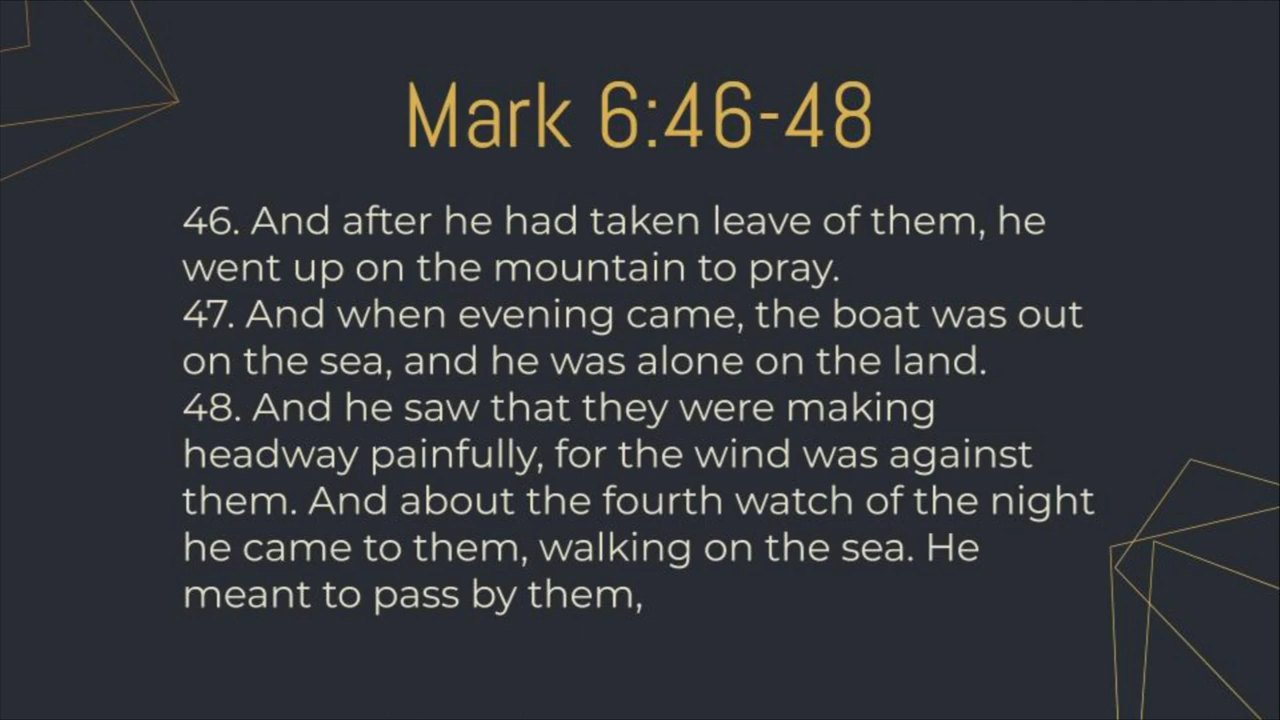 Mark 6:46-48
46. And after he had taken leave of them, he
went up on the mountain to pray.
47. And when evening came, the boat was out
on the sea, and he was alone on the land.
48. And he saw that they were making
headway painfully, for the wind was against
them. And about the fourth watch of the night
he came to them, walking on the sea. He
meant to pass by them,